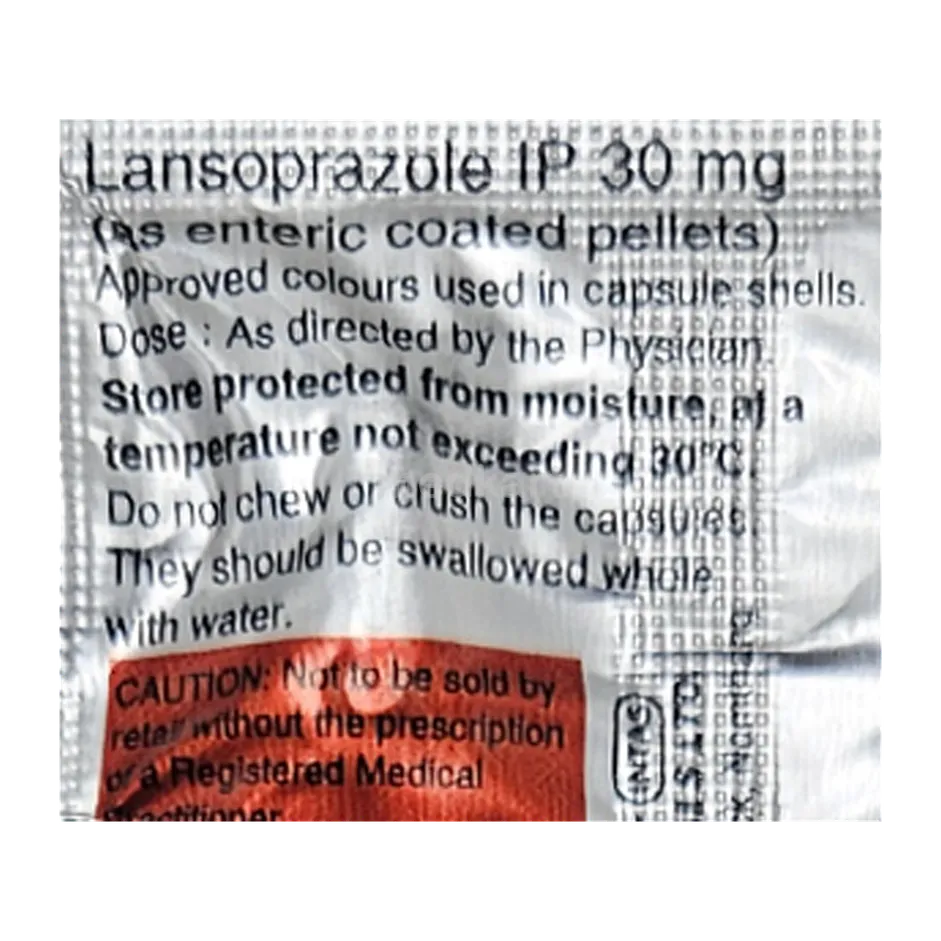 Lansoprazole IP 30 mg
(As enteric coated pellets)
Approved colours used in capsule shells.
Dose : As directed by the Physician.
Store protected from moisture, at a
temperature not exceeding 30°C.
Do not chew or crush the capsules.
They should be swallowed whole
with water.
CAUTION: Not to be sold by
retail without the prescription
of a Registered Medical
Practitioner.
INTAS
LTD